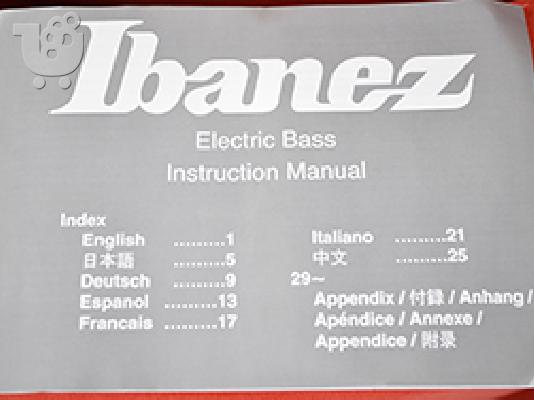 Ibanez
Electric Bass
Instruction Manual
Index
English ..........1
日本語 ..........5
Deutsch ..........9
Espanol ..........13
Francais ..........17
Italiano ..........21
中文 ..........25
29~
Appendix / 付録 / Anhang /
Apéndice / Annexe /
Appendice / 附录